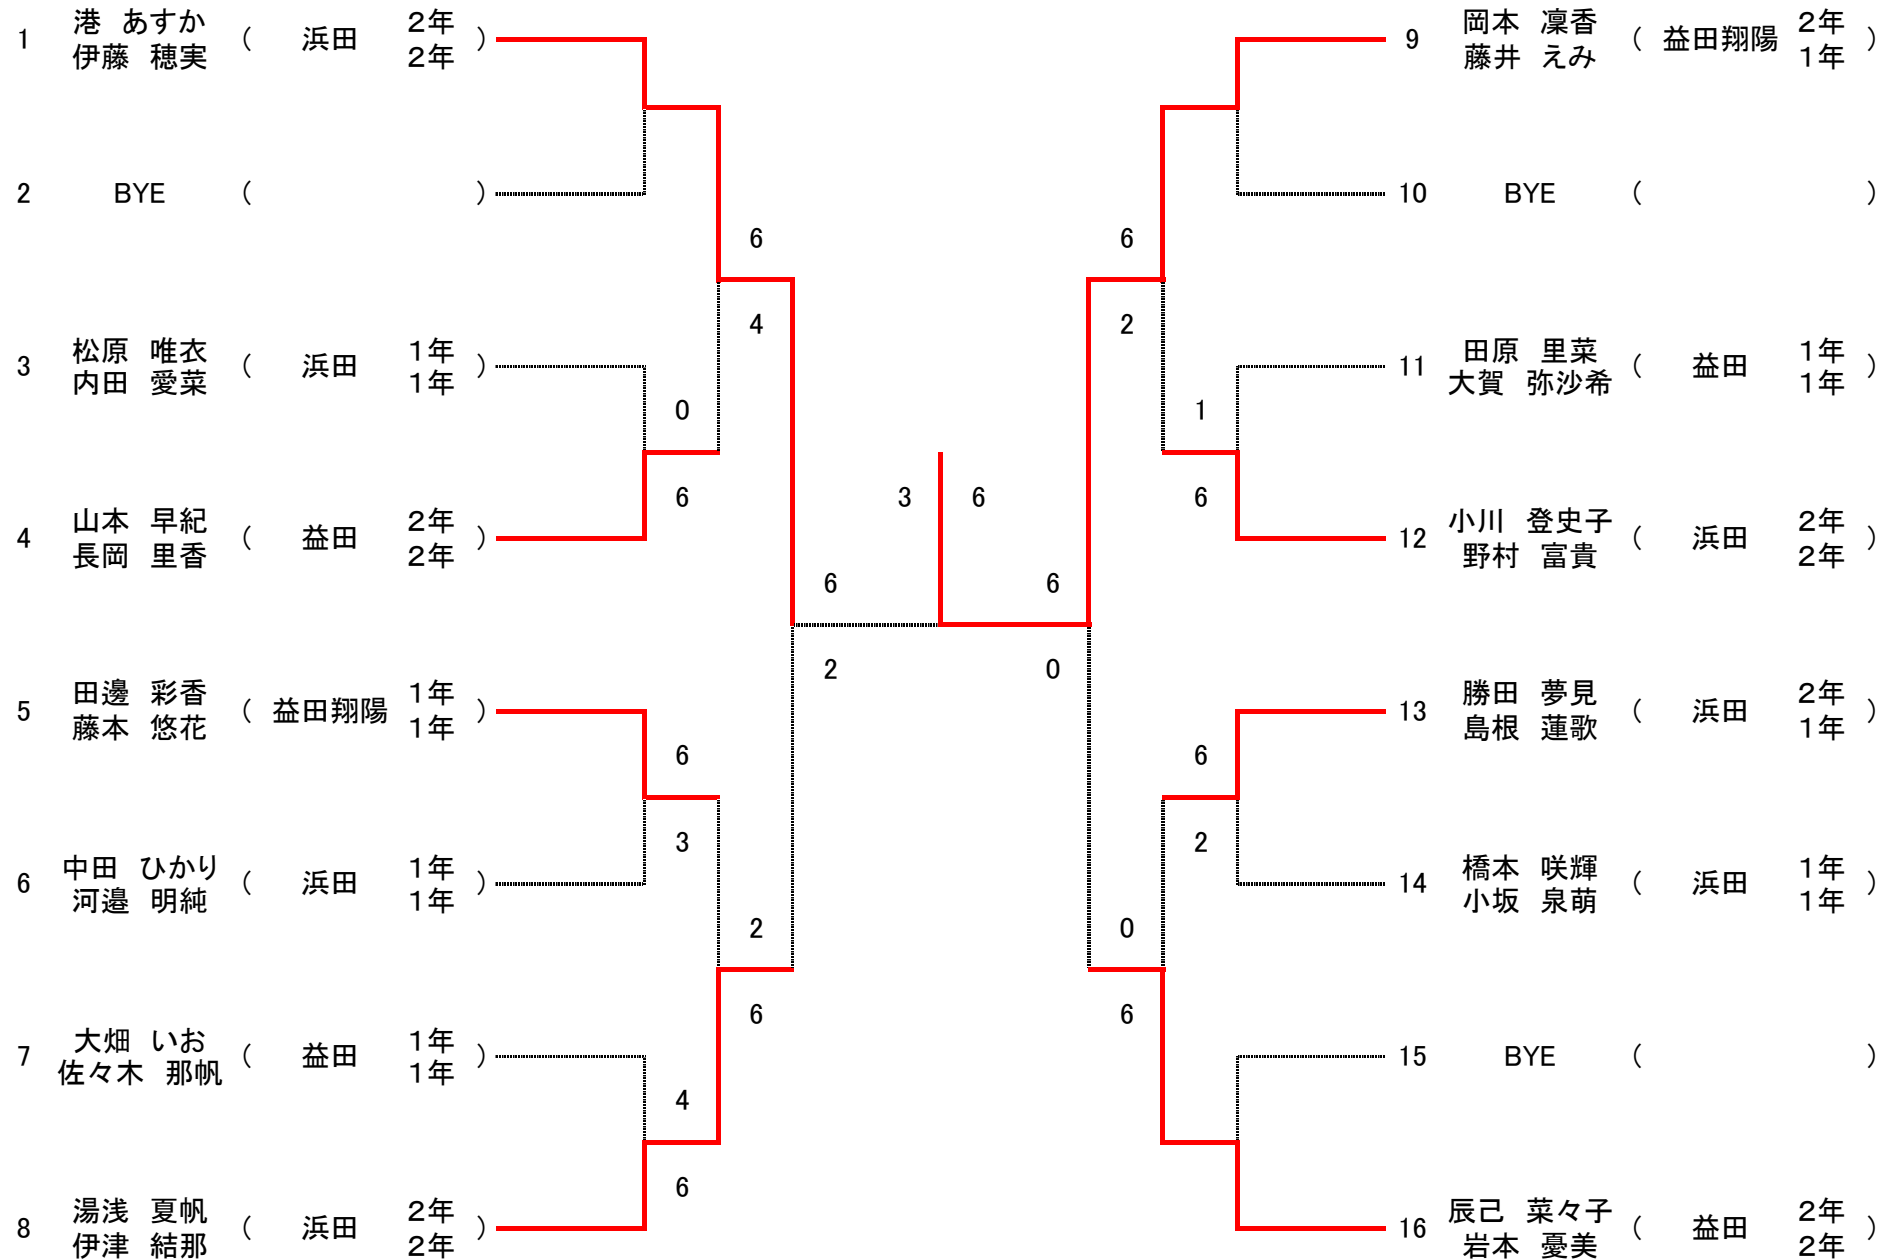 1 港 あすか 伊藤 穂実 ( 浜田 2年 2年 )
2 BYE ( )
3 松原 唯衣 内田 愛菜 ( 浜田 1年 1年 )
4 山本 早紀 長岡 里香 ( 益田 2年 2年 )
5 田邊 彩香 藤本 悠花 ( 益田翔陽 1年 1年 )
6 中田 ひかり 河邉 明純 ( 浜田 1年 1年 )
7 大畑 いお 佐々木 那帆 ( 益田 1年 1年 )
8 湯浅 夏帆 伊津 結那 ( 浜田 2年 2年 )
6
4
0
6
6
3
2
6
4
6
6
2
3 6
6
0
6
2
1
6
6
2
0
6
9 岡本 凜香 藤井 えみ ( 益田翔陽 2年 1年 )
10 BYE ( )
11 田原 里菜 大賀 弥沙希 ( 益田 1年 1年 )
12 小川 登史子 野村 富貴 ( 浜田 2年 2年 )
13 勝田 夢見 島根 蓮歌 ( 浜田 2年 1年 )
14 橋本 咲輝 小坂 泉萌 ( 浜田 1年 1年 )
15 BYE ( )
16 辰己 菜々子 岩本 憂美 ( 益田 2年 2年 )